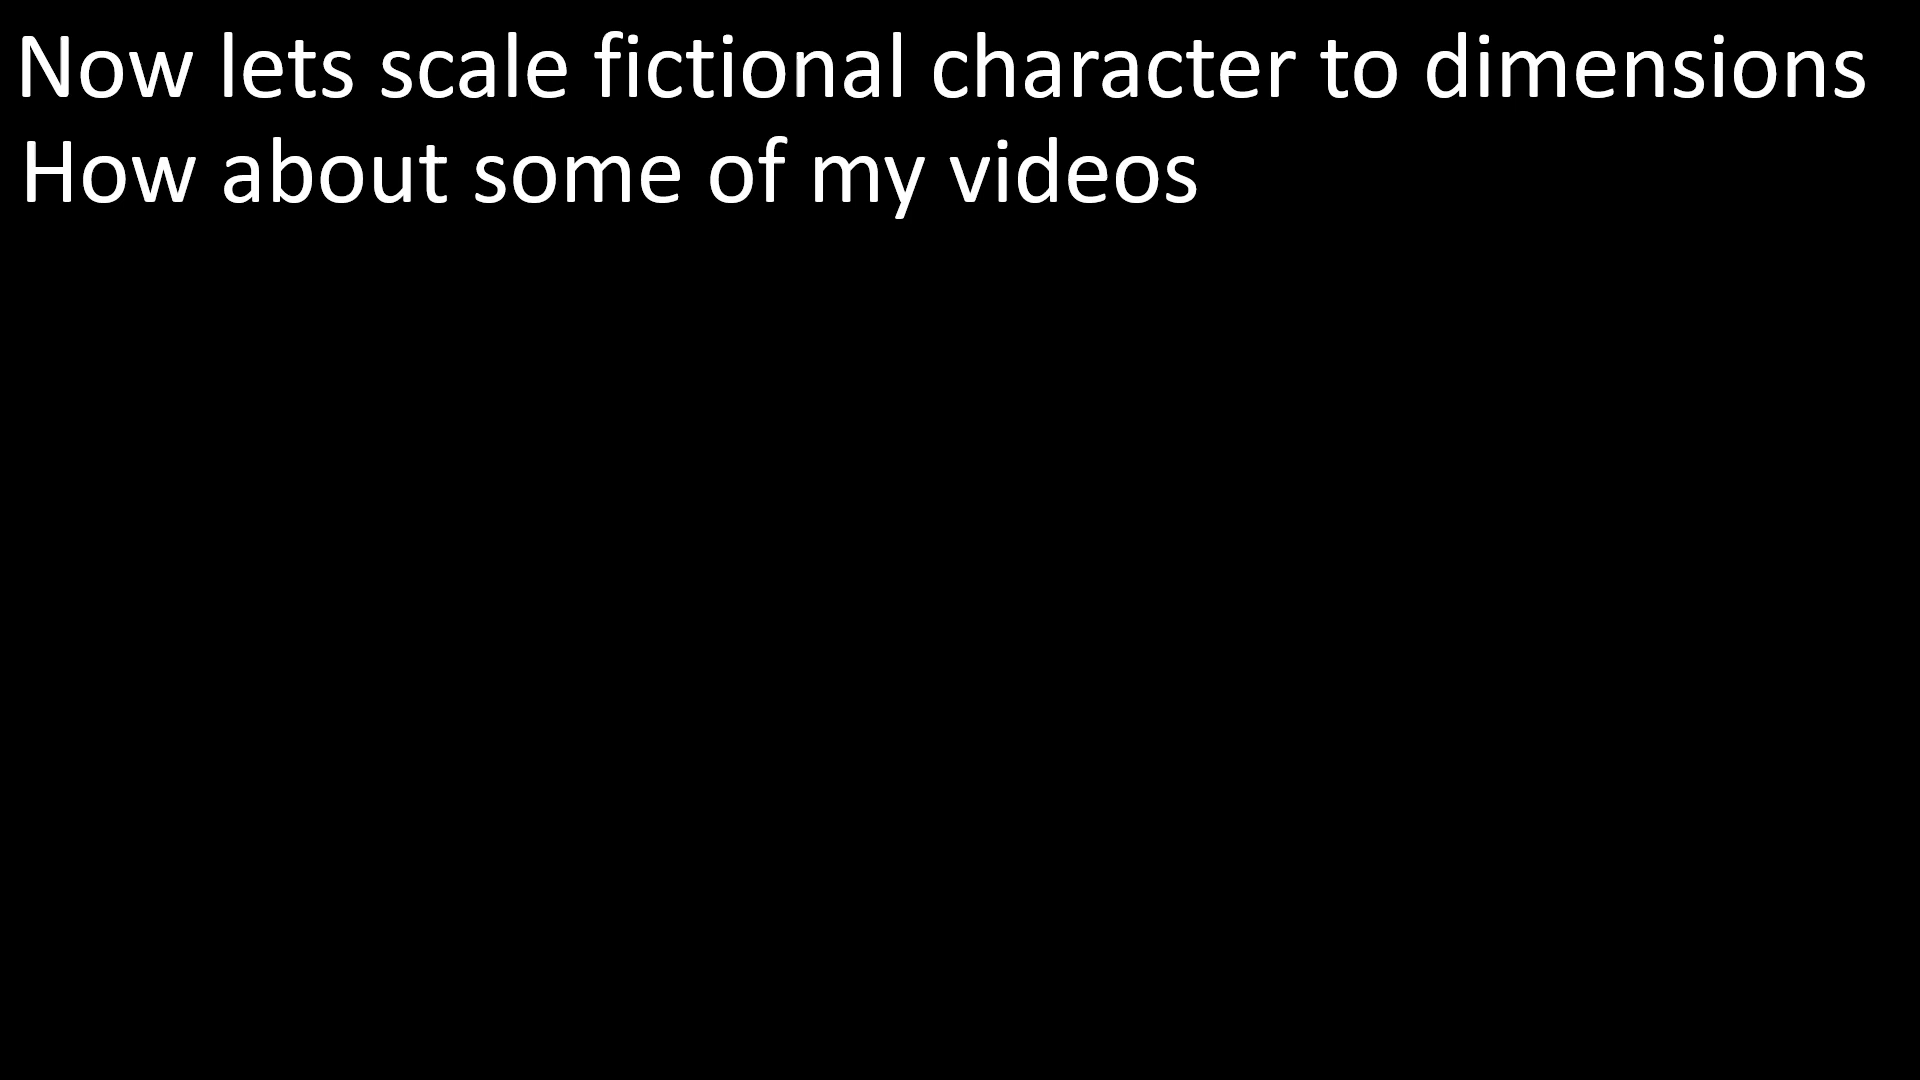 Now lets scale fictional character to dimensions
How about some of my videos